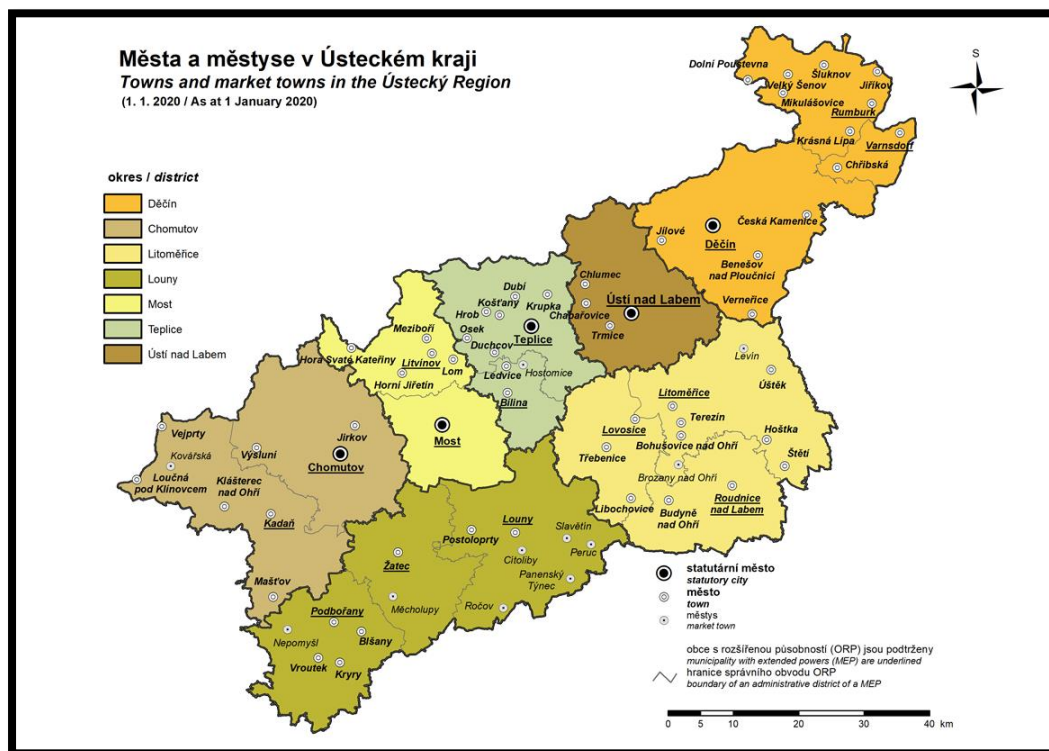 Města a městyse v Ústeckém kraji
Towns and market towns in the Ústecký Region
(1. 1. 2020 / As at 1 January 2020)
S
okres / district
Děčín
Chomutov
Litoměřice
Louny
Most
Teplice
Ústí nad Labem
Dolní Poustevna
Šluknov
Velký Šenov
Jiříkov
Mikulášovice
Rumburk
Krásná Lípa
Varnsdorf
Chřibská
Česká Kamenice
Jílové
Děčín
Benešov
nad Ploučnicí
Verneřice
Chlumec
Ústí nad Labem
Chabařovice
Trmice
Dubí
Košťany
Hrob
Krupka
Osek
Teplice
Duchcov
Ledvice
Hostomice
Bílina
Meziboří
Hora Svaté Kateřiny
Litvínov
Lom
Horní Jiřetín
Most
Levín
Úštěk
Litoměřice
Terezín
Lovosice
Bohušovice nad Ohří
Hoštka
Třebenice
Štětí
Brozany nad Ohří
Roudnice
nad Labem
Libochovice
Budyně
nad Ohří
Vejprty
Jirkov
Kovářská
Výsluní
Chomutov
Loučná
pod Klínovcem
Klášterec
nad Ohří
Kadaň
Mašťov
Louny
Slavětín
Postoloprty
Peruc
Cítoliby
Žatec
Panenský
Týnec
Měcholupy
Ročov
Podbořany
Nepomyšl
Blšany
Vroutek
Kryry
statutární město
statutory city
město
town
městys
market town
obce s rozšířenou působností (ORP) jsou podtrženy
municipality with extended powers (MEP) are underlined
hranice správního obvodu ORP
boundary of an administrative district of a MEP
0 5 10 20 30 40 km